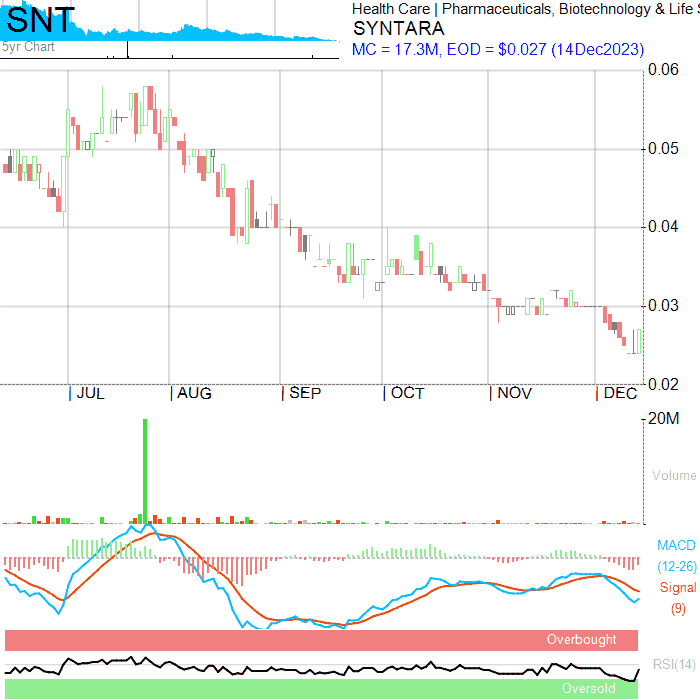 SNT
5yr Chart
Health Care | Pharmaceuticals, Biotechnology & Life S
SYNTARA
MC = 17.3M, EOD = $0.027 (14Dec2023)
0.06
0.05
0.04
0.03
0.02
JUL
AUG
SEP
OCT
NOV
DEC
20M
Volume
MACD
(12-26)
Signal
(9)
Overbought
RSI(14)
Oversold